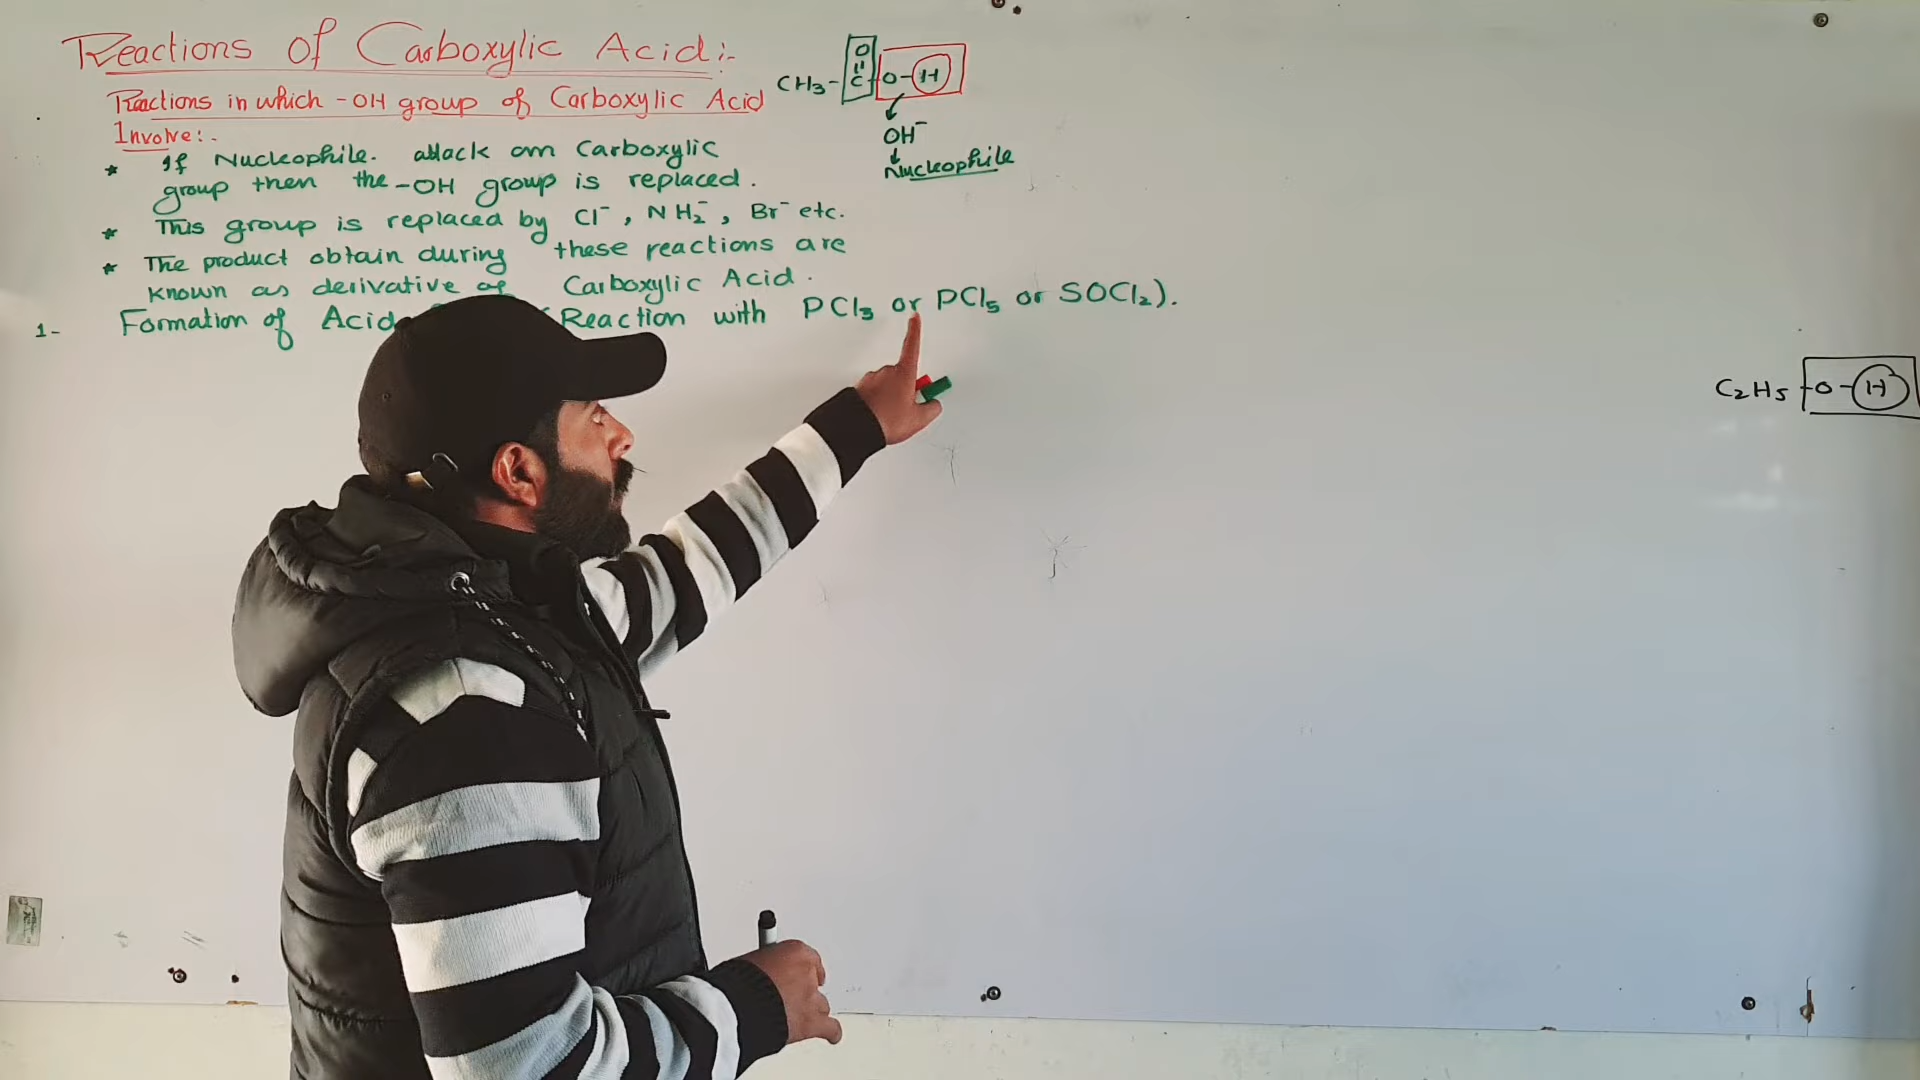 Reactions of Carboxylic Acid:-
Reactions in which -OH group of Carboxylic Acid
Involve:-
* If Nucleophile. attack on Carboxylic
group then the -OH group is replaced.
* This group is replaced by Cl⁻, NH₂⁻, Br⁻ etc.
* The product obtain during these reactions are
known as derivative of Carboxylic Acid.
1- Formation of Acid (Reaction with PCl₃ or PCl₅ or SOCl₂).
O
||
CH₃-C-O-H
OH⁻
Nucleophile
C₂H₅-O-H